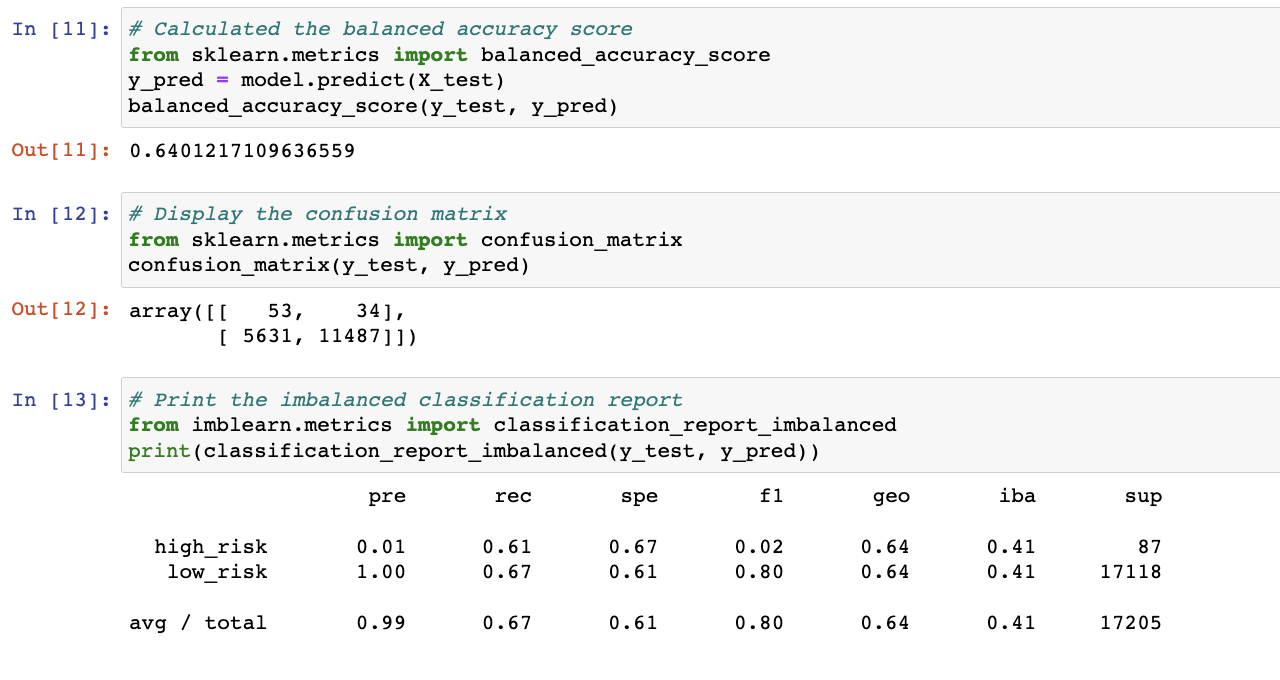 In [11]: # Calculated the balanced accuracy score
from sklearn.metrics import balanced_accuracy_score
y_pred = model.predict(X_test)
balanced_accuracy_score(y_test, y_pred)
Out[11]: 0.6401217109636559
In [12]: # Display the confusion matrix
from sklearn.metrics import confusion_matrix
confusion_matrix(y_test, y_pred)
Out[12]: array([[   53,    34],
       [ 5631, 11487]])
In [13]: # Print the imbalanced classification report
from imblearn.metrics import classification_report_imbalanced
print(classification_report_imbalanced(y_test, y_pred))
                   pre       rec       spe        f1       geo       iba       sup
  high_risk       0.01      0.61      0.67      0.02      0.64      0.41        87
   low_risk       1.00      0.67      0.61      0.80      0.64      0.41     17118
avg / total       0.99      0.67      0.61      0.80      0.64      0.41     17205